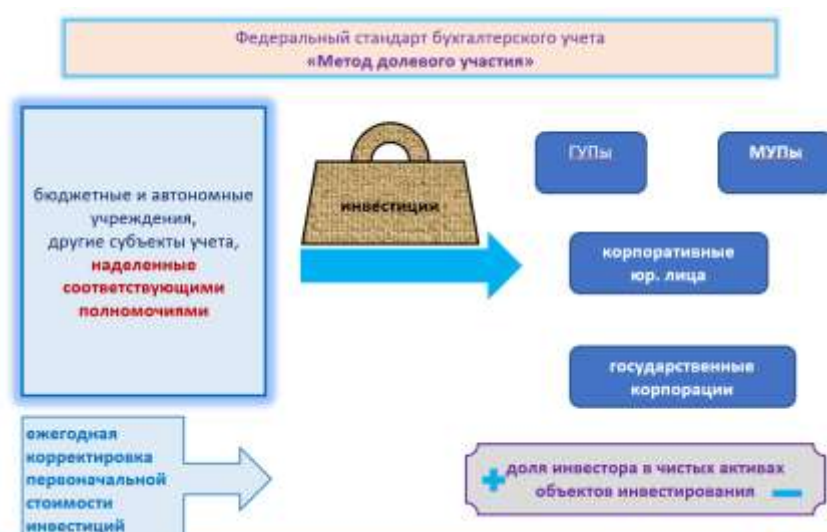 Федеральный стандарт бухгалтерского учета
«Метод долевого участия»
бюджетные и автономные
учреждения,
другие субъекты учета,
наделенные
соответствующими
полномочиями
инвестиции
ГУПы
МУПы
корпоративные
юр. лица
государственные
корпорации
ежегодная
корректировка
первоначальной
стоимости
инвестиций
+ доля инвестора в чистых активах
объектов инвестирования –